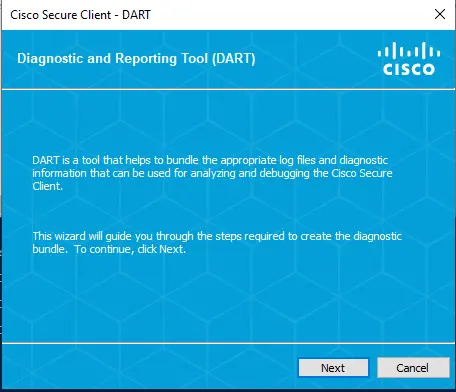 Cisco Secure Client - DART
Diagnostic and Reporting Tool (DART)
CISCO
DART is a tool that helps to bundle the appropriate log files and diagnostic
information that can be used for analyzing and debugging the Cisco Secure
Client.
This wizard will guide you through the steps required to create the diagnostic
bundle.  To continue, click Next.
Next
Cancel